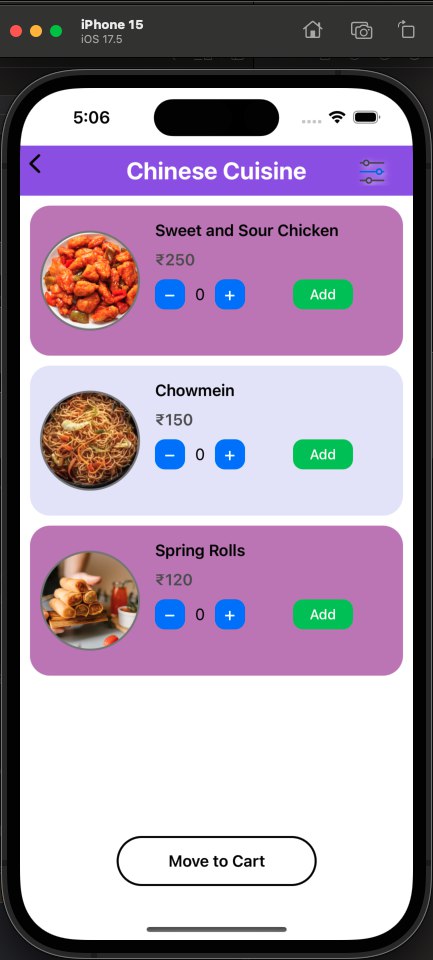 iPhone 15
iOS 17.5
5:06
Chinese Cuisine
Sweet and Sour Chicken
₹250
− 0 + Add
Chowmein
₹150
− 0 + Add
Spring Rolls
₹120
− 0 + Add
Move to Cart